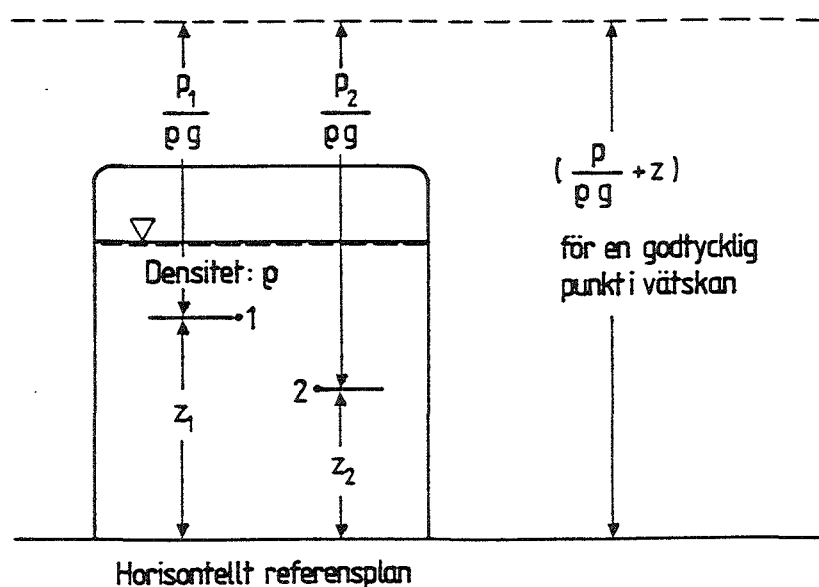 p₁
ρg
p₂
ρg
(p/ρg + z)
för en godtycklig
punkt i vätskan
Densitet: ρ
1
2
z₁
z₂
Horisontellt referensplan